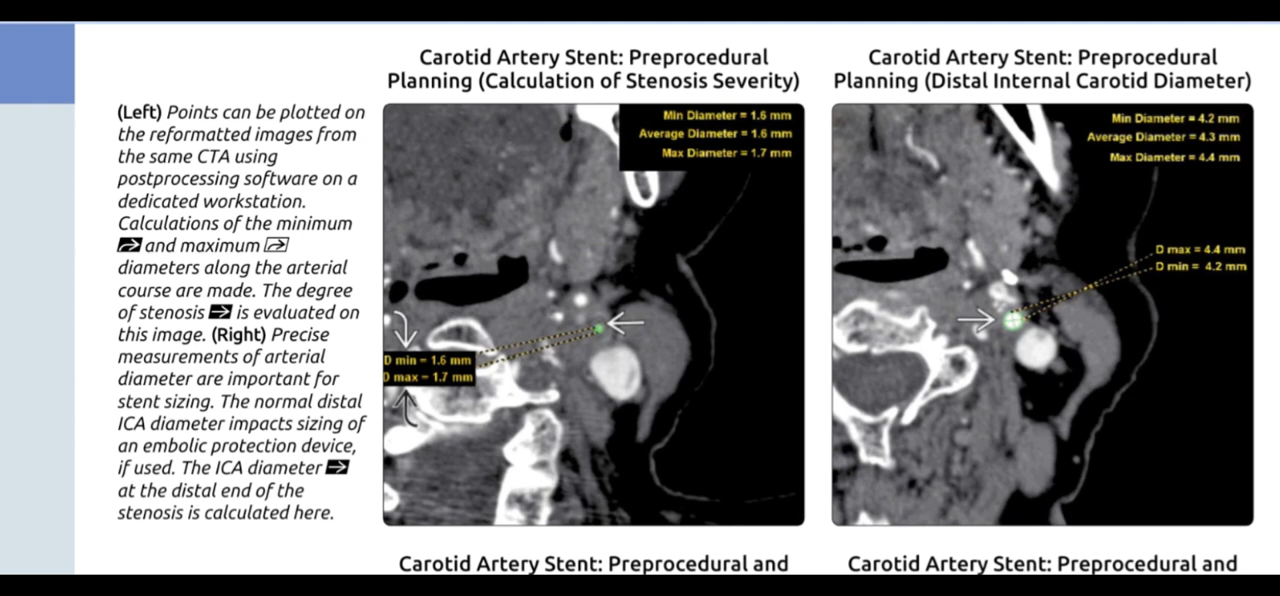 Carotid Artery Stent: Preprocedural
Planning (Calculation of Stenosis Severity)
Carotid Artery Stent: Preprocedural
Planning (Distal Internal Carotid Diameter)
(Left) Points can be plotted on
the reformatted images from
the same CTA using
postprocessing software on a
dedicated workstation.
Calculations of the minimum
and maximum
diameters along the arterial
course are made. The degree
of stenosis is evaluated on
this image. (Right) Precise
measurements of arterial
diameter are important for
stent sizing. The normal distal
ICA diameter impacts sizing of
an embolic protection device,
if used. The ICA diameter
at the distal end of the
stenosis is calculated here.
Min Diameter = 1.6 mm
Average Diameter = 1.6 mm
Max Diameter = 1.7 mm
D min = 1.6 mm
D max = 1.7 mm
Min Diameter = 4.2 mm
Average Diameter = 4.3 mm
Max Diameter = 4.4 mm
D max = 4.4 mm
D min = 4.2 mm
Carotid Artery Stent: Preprocedural and
Carotid Artery Stent: Preprocedural and